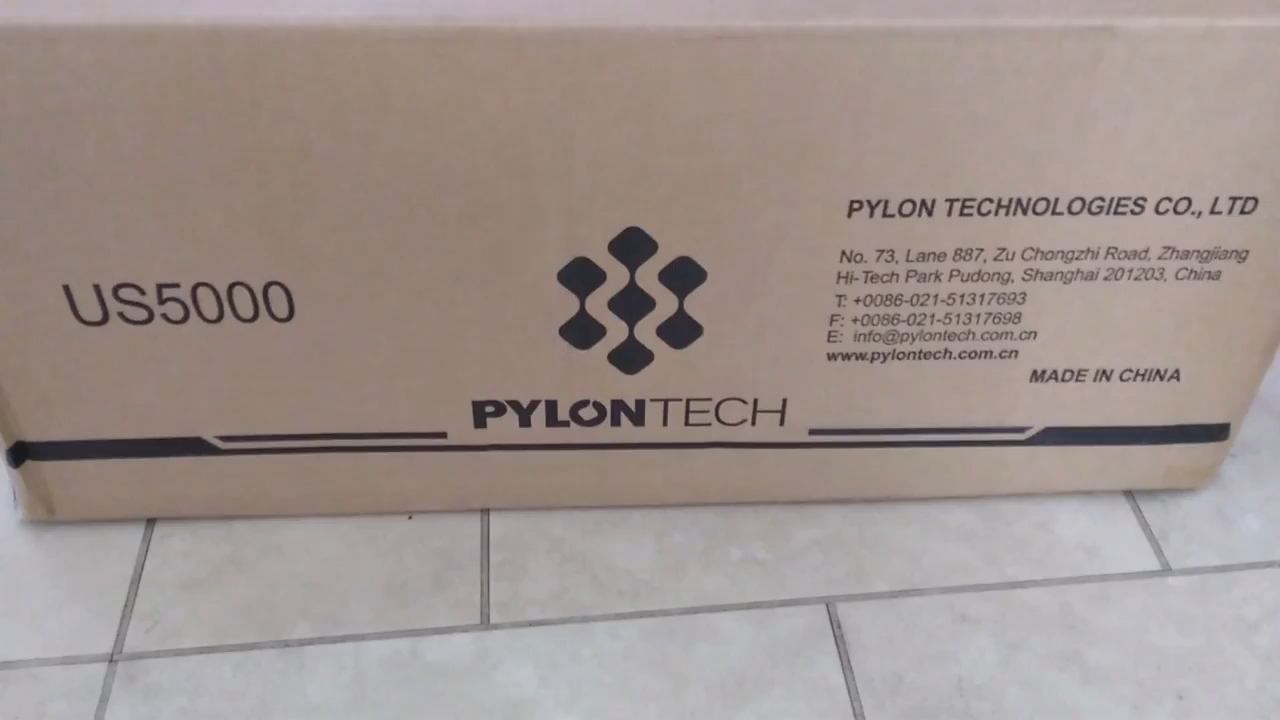 US5000
PYLONTECH
PYLON TECHNOLOGIES CO., LTD
No. 73, Lane 887, Zu Chongzhi Road, Zhangjiang
Hi-Tech Park Pudong, Shanghai 201203, China
T: +0086-021-51317693
F: +0086-021-51317698
E: info@pylontech.com.cn
www.pylontech.com.cn
MADE IN CHINA